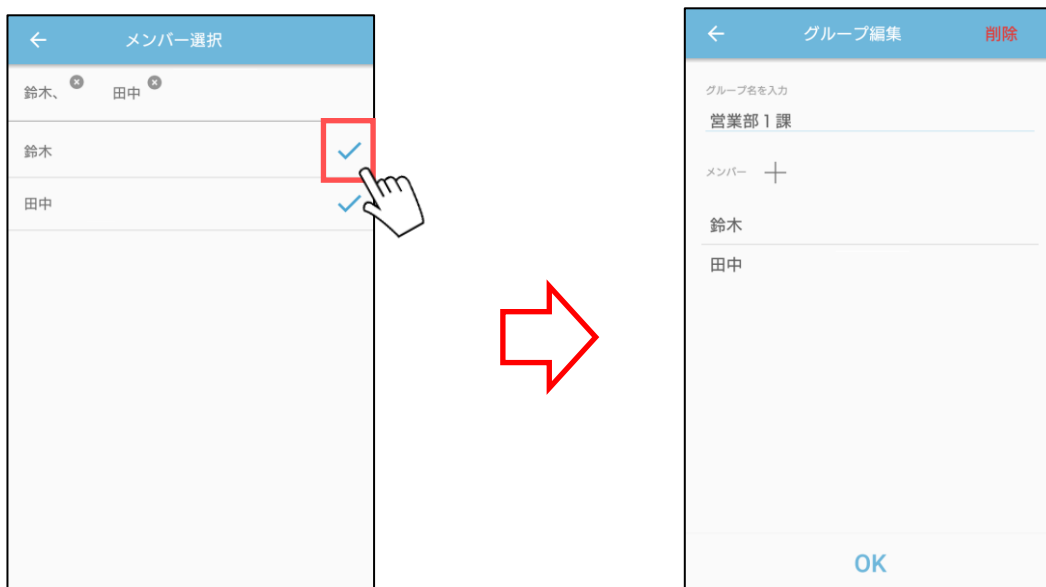 メンバー選択
鈴木、 田中
鈴木
田中
グループ編集 削除
グループ名を入力
営業部1課
メンバー
鈴木
田中
OK